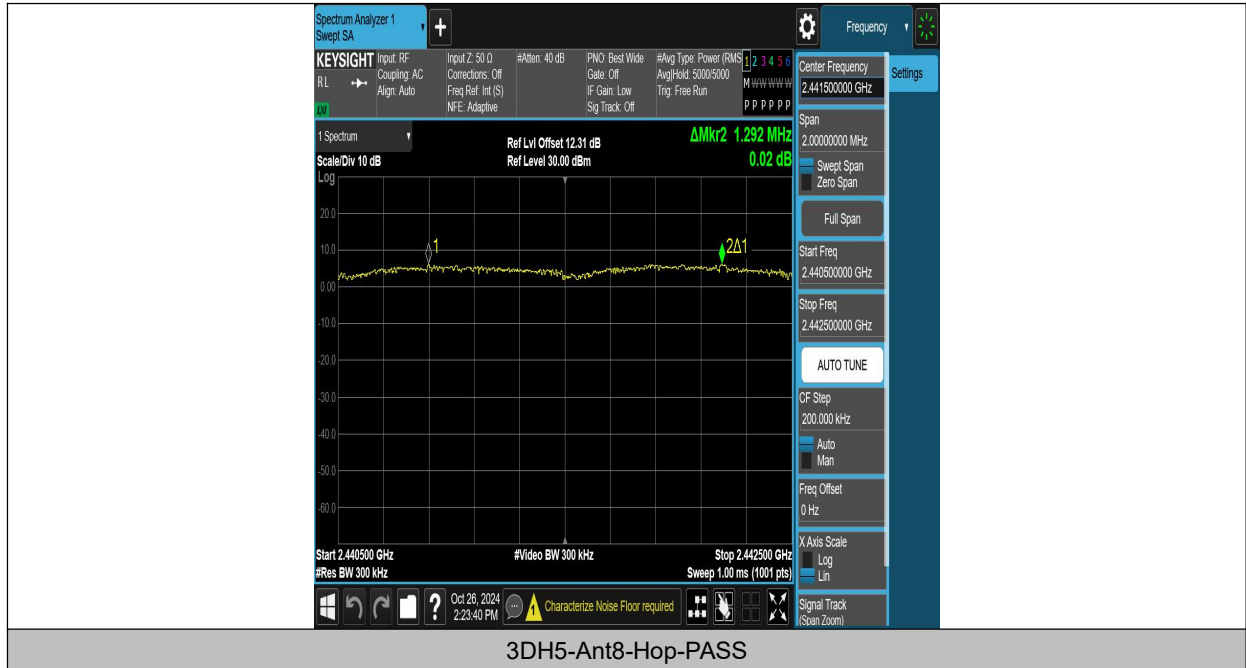 Spectrum Analyzer 1
Swept SA
+
Frequency
KEYSIGHT
RL
LXI
Input: RF
Coupling: AC
Align: Auto
Input Z: 50 Ω
Corrections: Off
Freq Ref: Int (S)
NFE: Adaptive
#Atten: 40 dB
PNO: Best Wide
Gate: Off
IF Gain: Low
Sig Track: Off
#Avg Type: Power (RMS
Avg|Hold: 5000/5000
Trig: Free Run
1 2 3 4 5 6
M W W W W W
P P P P P P
1 Spectrum
Scale/Div 10 dB
Log
Ref Lvl Offset 12.31 dB
Ref Level 30.00 dBm
ΔMkr2 1.292 MHz
0.02 dB
20.0
10.0
0.00
-10.0
-20.0
-30.0
-40.0
-50.0
-60.0
1
2Δ1
Start 2.440500 GHz
#Res BW 300 kHz
#Video BW 300 kHz
Stop 2.442500 GHz
Sweep 1.00 ms (1001 pts)
Center Frequency
2.441500000 GHz
Settings
Span
2.00000000 MHz
Swept Span
Zero Span
Full Span
Start Freq
2.440500000 GHz
Stop Freq
2.442500000 GHz
AUTO TUNE
CF Step
200.000 kHz
Auto
Man
Freq Offset
0 Hz
X Axis Scale
Log
Lin
Signal Track
(Span Zoom)
?
Oct 26, 2024
2:23:40 PM
Characterize Noise Floor required
3DH5-Ant8-Hop-PASS